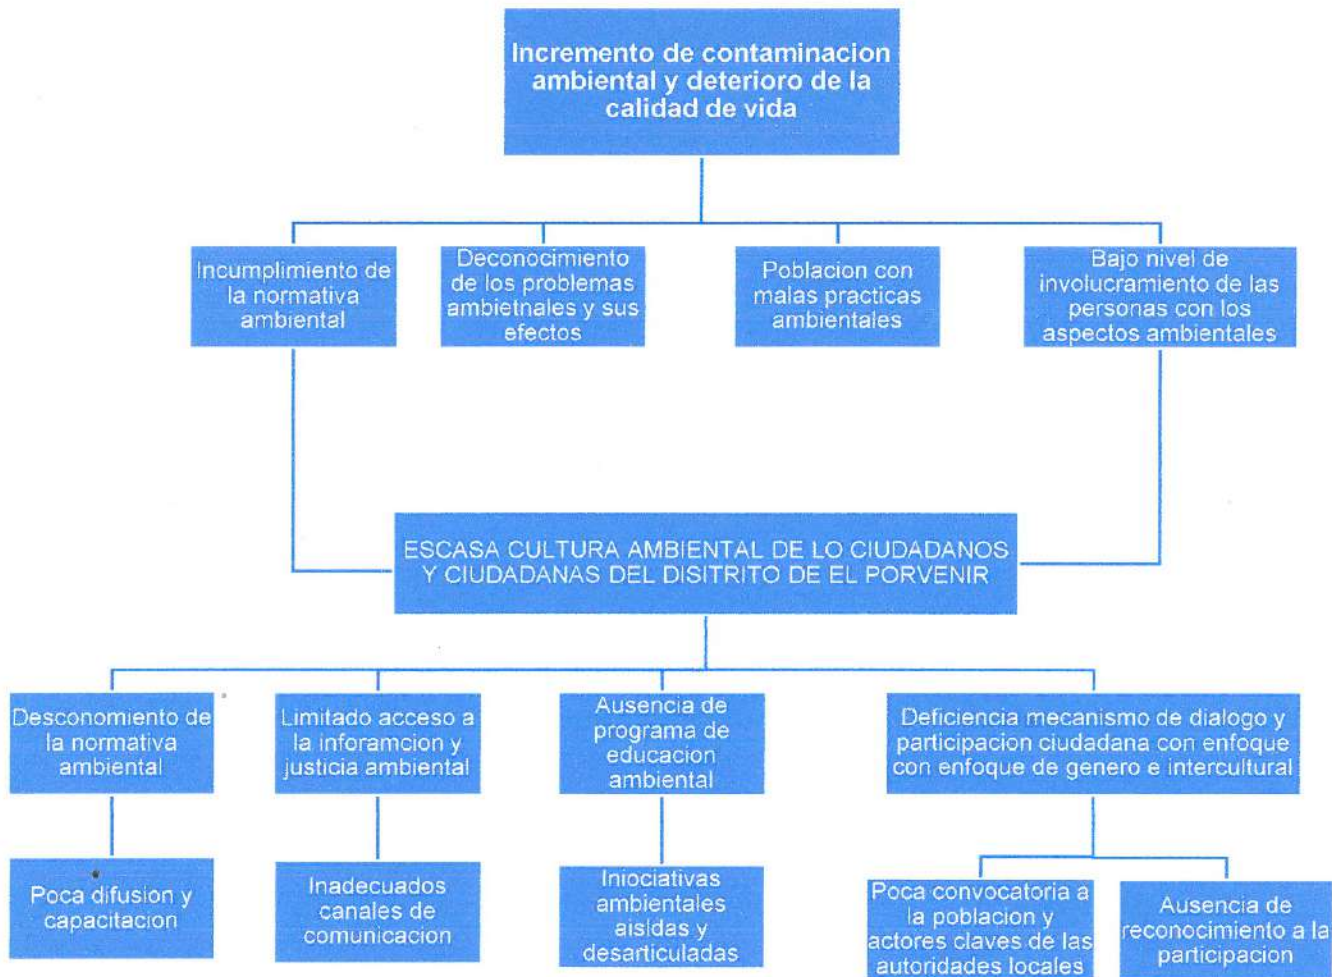 Incremento de contaminacion
ambiental y deterioro de la
calidad de vida
Incumplimiento de
la normativa
ambiental
Deconocimiento
de los problemas
ambietnales y sus
efectos
Poblacion con
malas practicas
ambientales
Bajo nivel de
involucramiento de las
personas con los
aspectos ambientales
ESCASA CULTURA AMBIENTAL DE LO CIUDADANOS
Y CIUDADANAS DEL DISITRITO DE EL PORVENIR
Desconomiento de
la normativa
ambiental
Limitado acceso a
la inforamcion y
justicia ambiental
Ausencia de
programa de
educacion
ambiental
Deficiencia mecanismo de dialogo y
participacion ciudadana con enfoque
con enfoque de genero e intercultural
Poca difusion y
capacitacion
Inadecuados
canales de
comunicacion
Iniociativas
ambientales
aisldas y
desarticuladas
Poca convocatoria a
la poblacion y
actores claves de las
autoridades locales
Ausencia de
reconocimiento a la
participacion